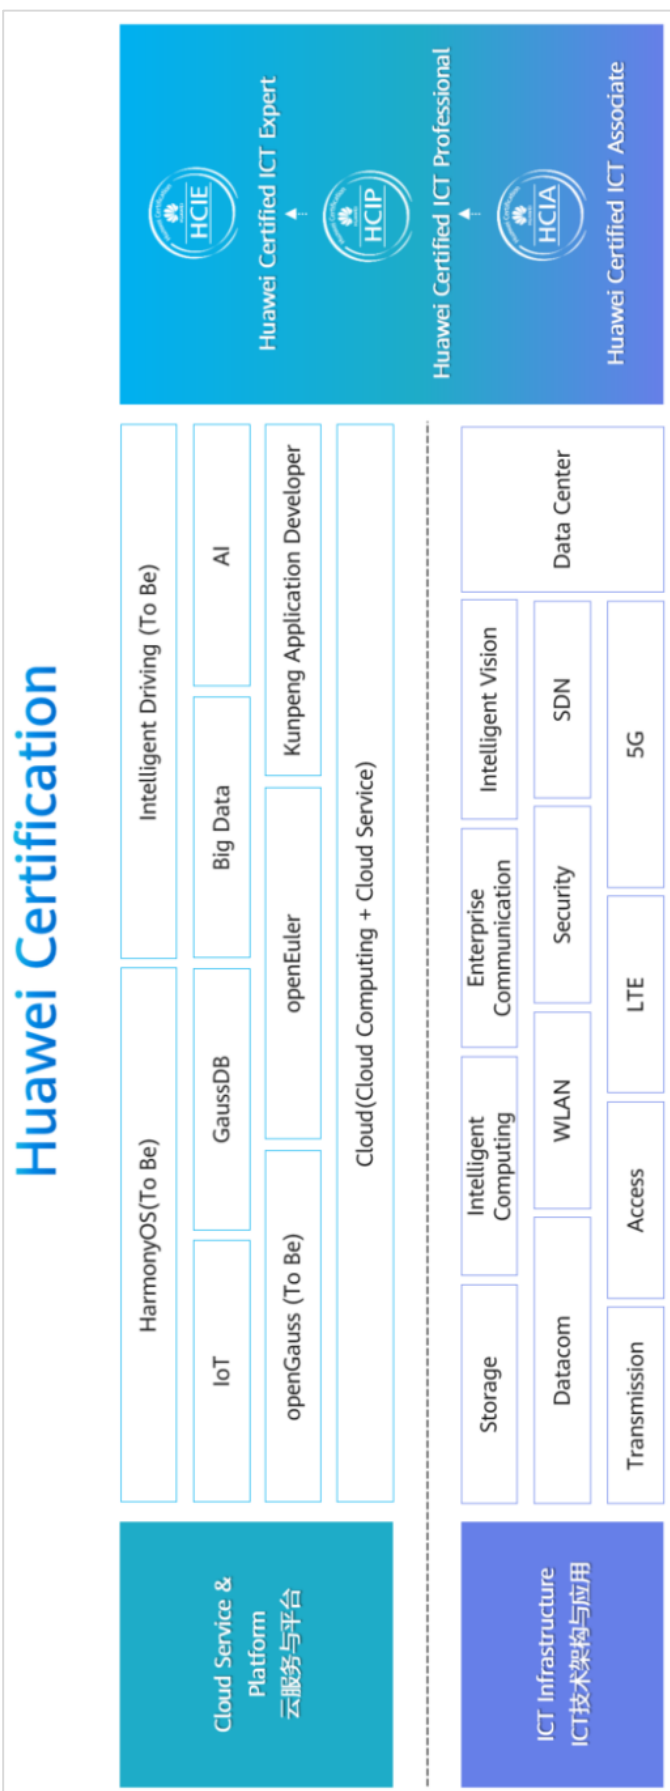 Huawei Certification
Cloud Service &
Platform
云服务与平台
HarmonyOS(To Be)
Intelligent Driving (To Be)
IoT
GaussDB
Big Data
AI
openGauss (To Be)
openEuler
Kunpeng Application Developer
Cloud(Cloud Computing + Cloud Service)
ICT Infrastructure
ICT技术架构与应用
Storage
Intelligent
Computing
Enterprise
Communication
Intelligent Vision
Data Center
Datacom
WLAN
Security
SDN
Transmission
Access
LTE
5G
HCIE
Huawei Certified ICT Expert
HCIP
Huawei Certified ICT Professional
HCIA
Huawei Certified ICT Associate